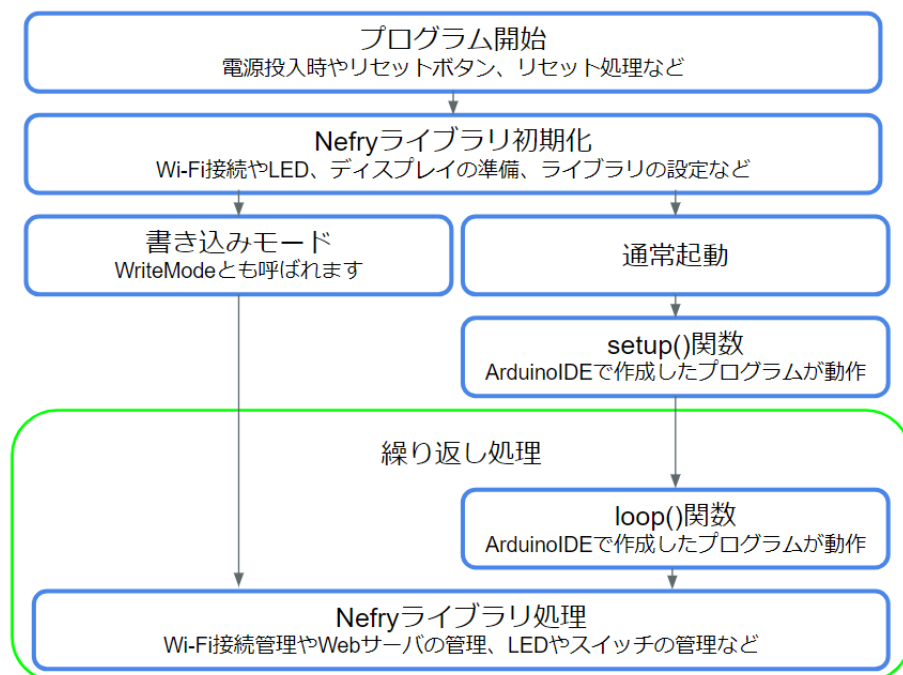 プログラム開始
電源投入時やリセットボタン、リセット処理など
Nefryライブラリ初期化
Wi-Fi接続やLED、ディスプレイの準備、ライブラリの設定など
書き込みモード
WriteModeとも呼ばれます
通常起動
setup()関数
ArduinoIDEで作成したプログラムが動作
繰り返し処理
loop()関数
ArduinoIDEで作成したプログラムが動作
Nefryライブラリ処理
Wi-Fi接続管理やWebサーバの管理、LEDやスイッチの管理など